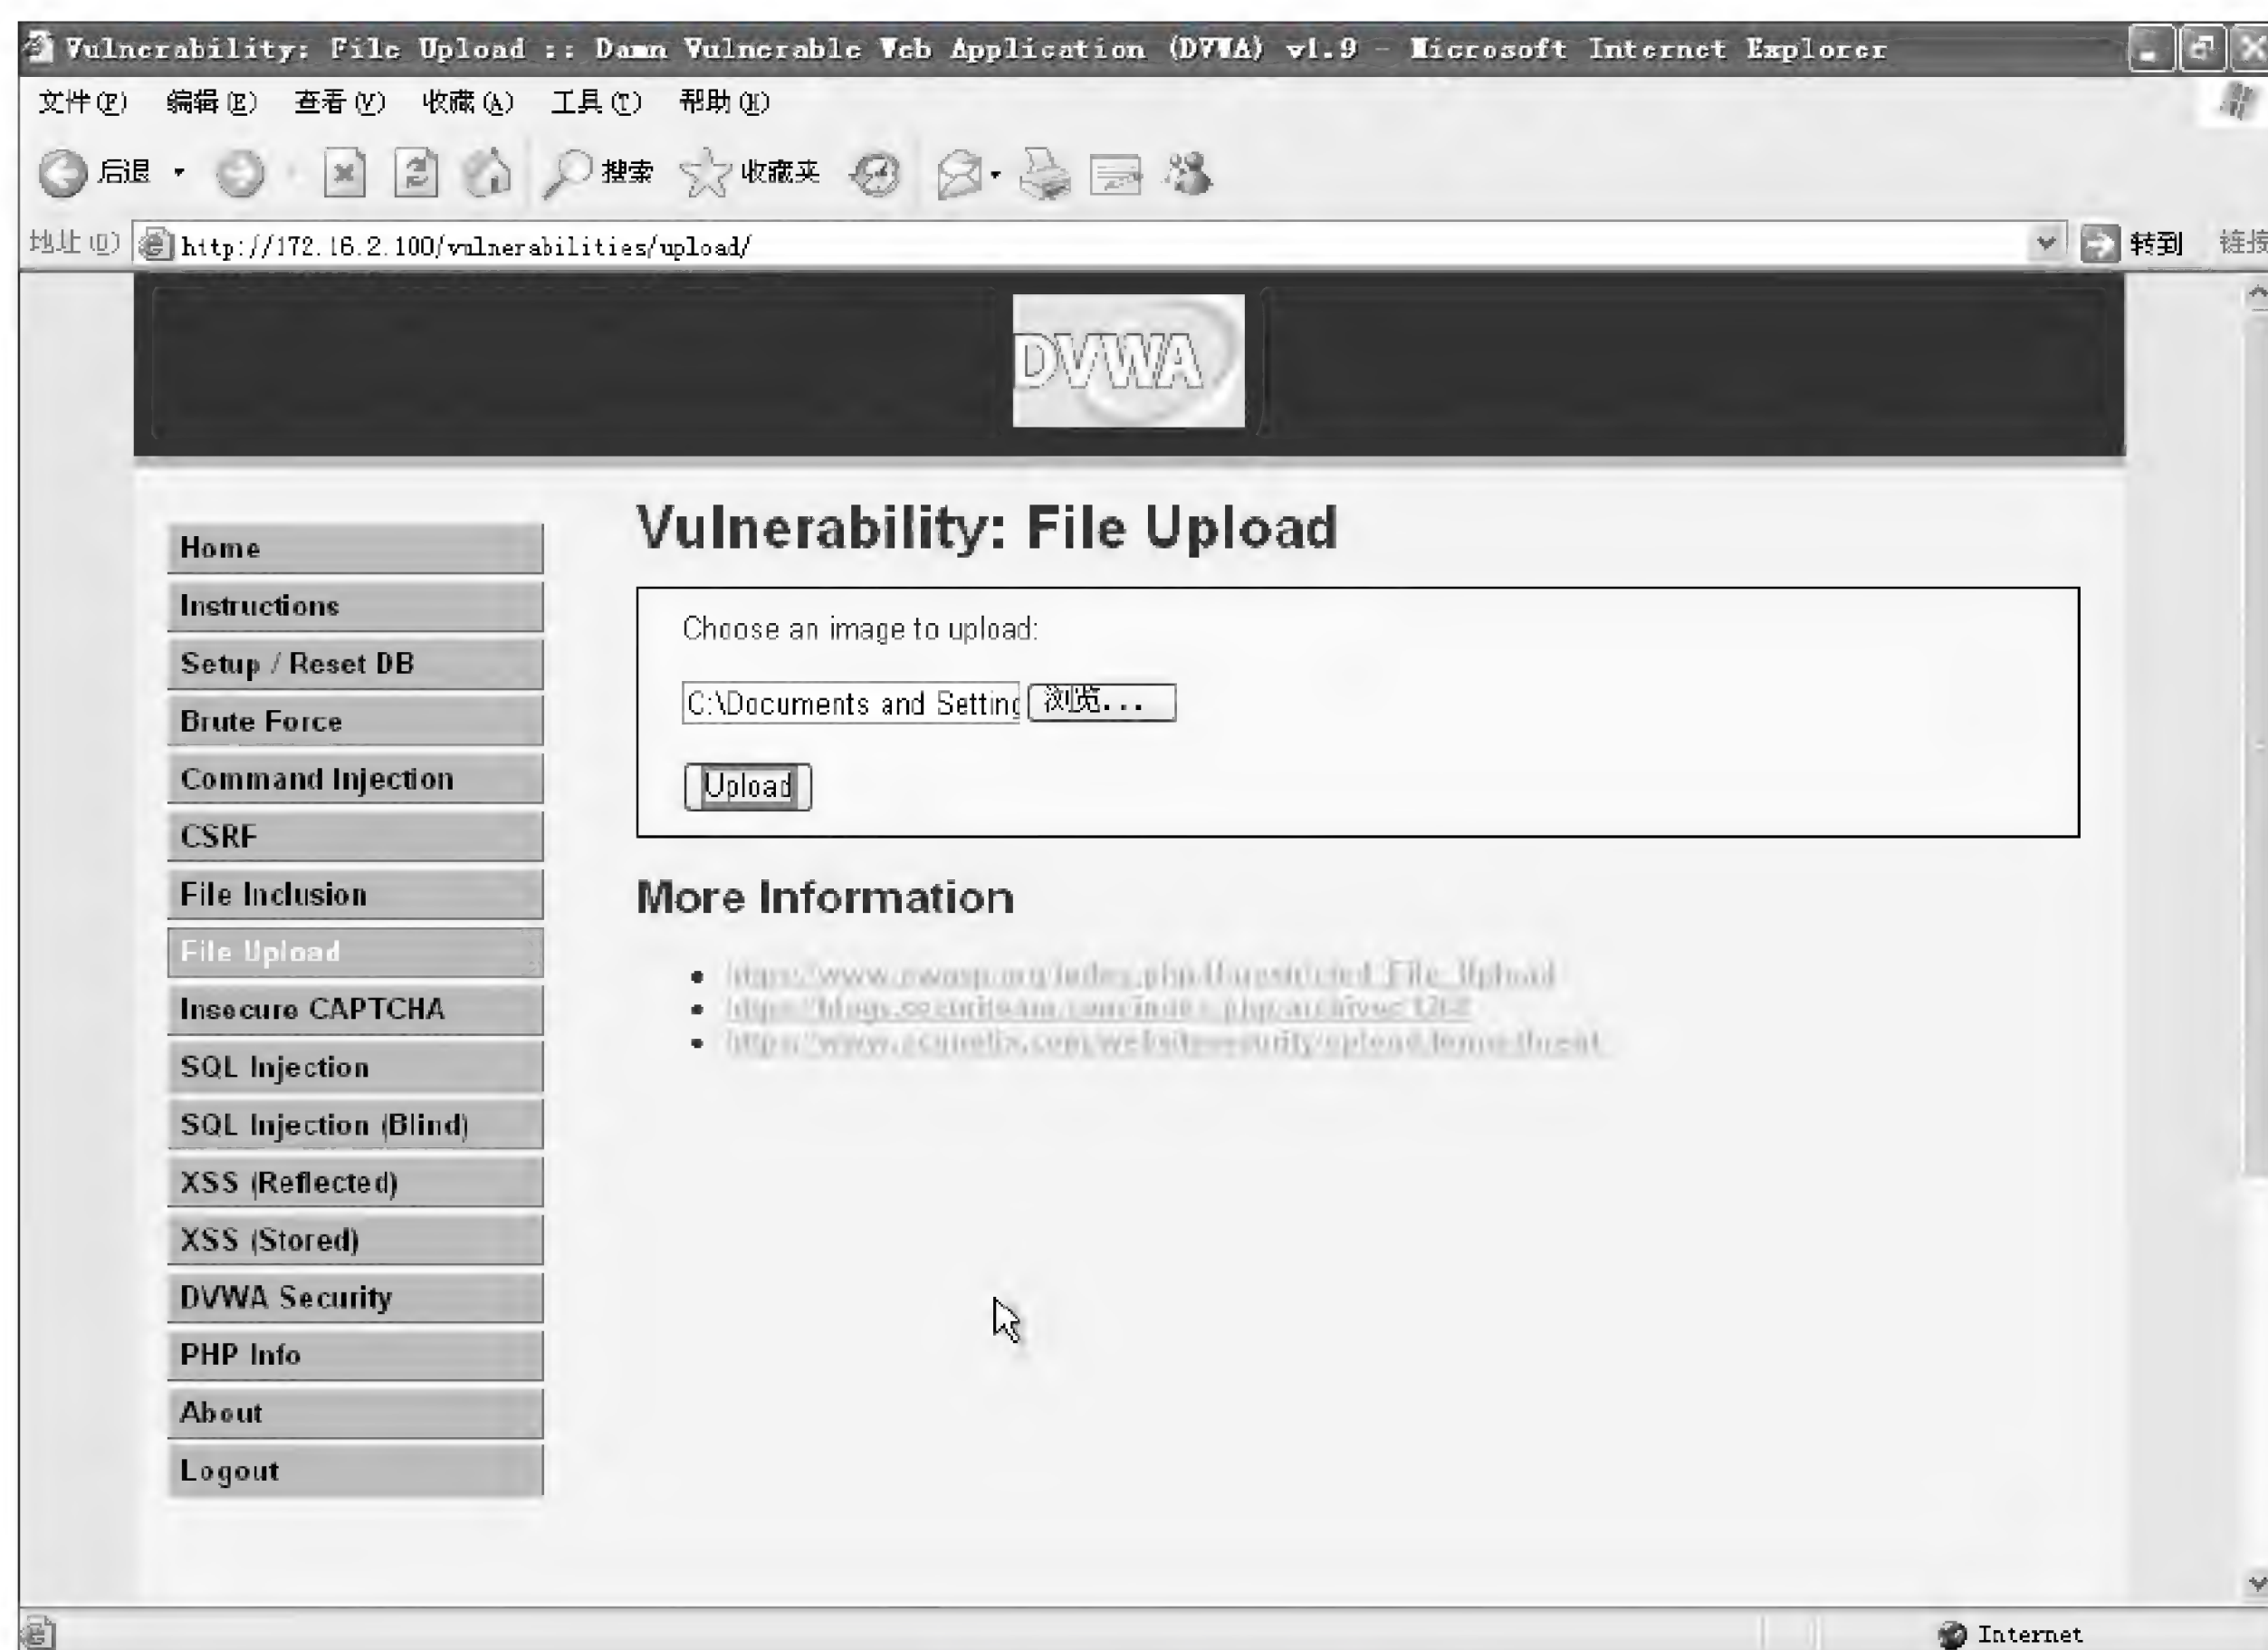 Vulnerability: File Upload :: Damn Vulnerable Web Application (DVWA) v1.9 - Microsoft Internet Explorer
文件(F) 编辑(E) 查看(V) 收藏(A) 工具(T) 帮助(H)
后退 搜索 收藏夹
地址(D) http://172.16.2.100/vulnerabilities/upload/ 转到 链接
DVWA
Vulnerability: File Upload
Choose an image to upload:
C:\Documents and Setting 浏览...
Upload
More Information
Home
Instructions
Setup / Reset DB
Brute Force
Command Injection
CSRF
File Inclusion
File Upload
Insecure CAPTCHA
SQL Injection
SQL Injection (Blind)
XSS (Reflected)
XSS (Stored)
DVWA Security
PHP Info
About
Logout
Internet